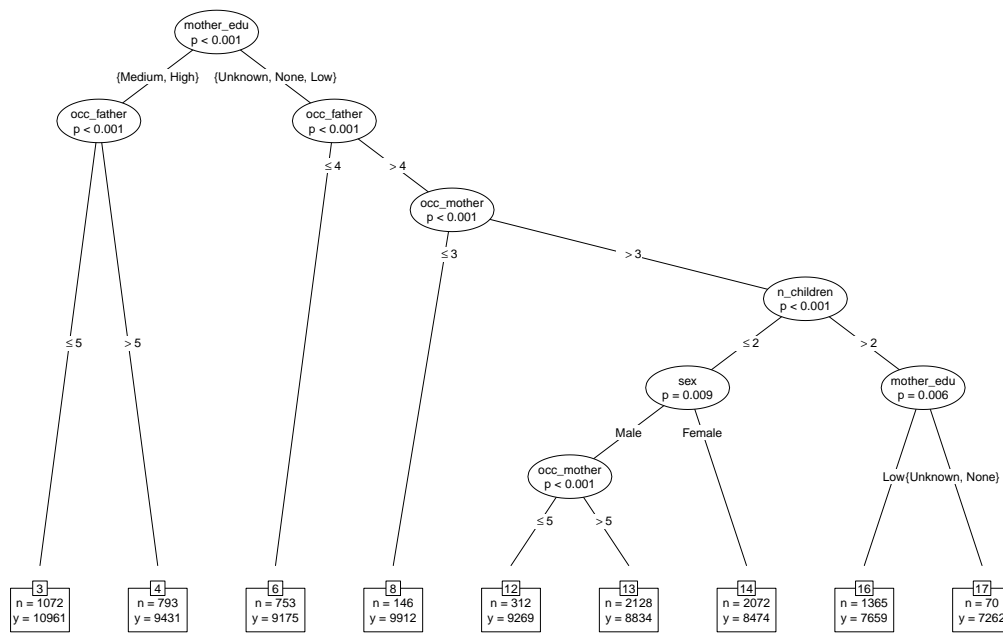 mother_edu
p < 0.001
{Medium, High} {Unknown, None, Low}
occ_father
p < 0.001
occ_father
p < 0.001
≤ 4 > 4
occ_mother
p < 0.001
≤ 3 > 3
n_children
p < 0.001
≤ 5 > 5
≤ 2 > 2
sex
p = 0.009
mother_edu
p = 0.006
Male Female
occ_mother
p < 0.001
Low {Unknown, None}
≤ 5 > 5
3
n = 1072
y = 10961
4
n = 793
y = 9431
6
n = 753
y = 9175
8
n = 146
y = 9912
12
n = 312
y = 9269
13
n = 2128
y = 8834
14
n = 2072
y = 8474
16
n = 1365
y = 7659
17
n = 70
y = 7262